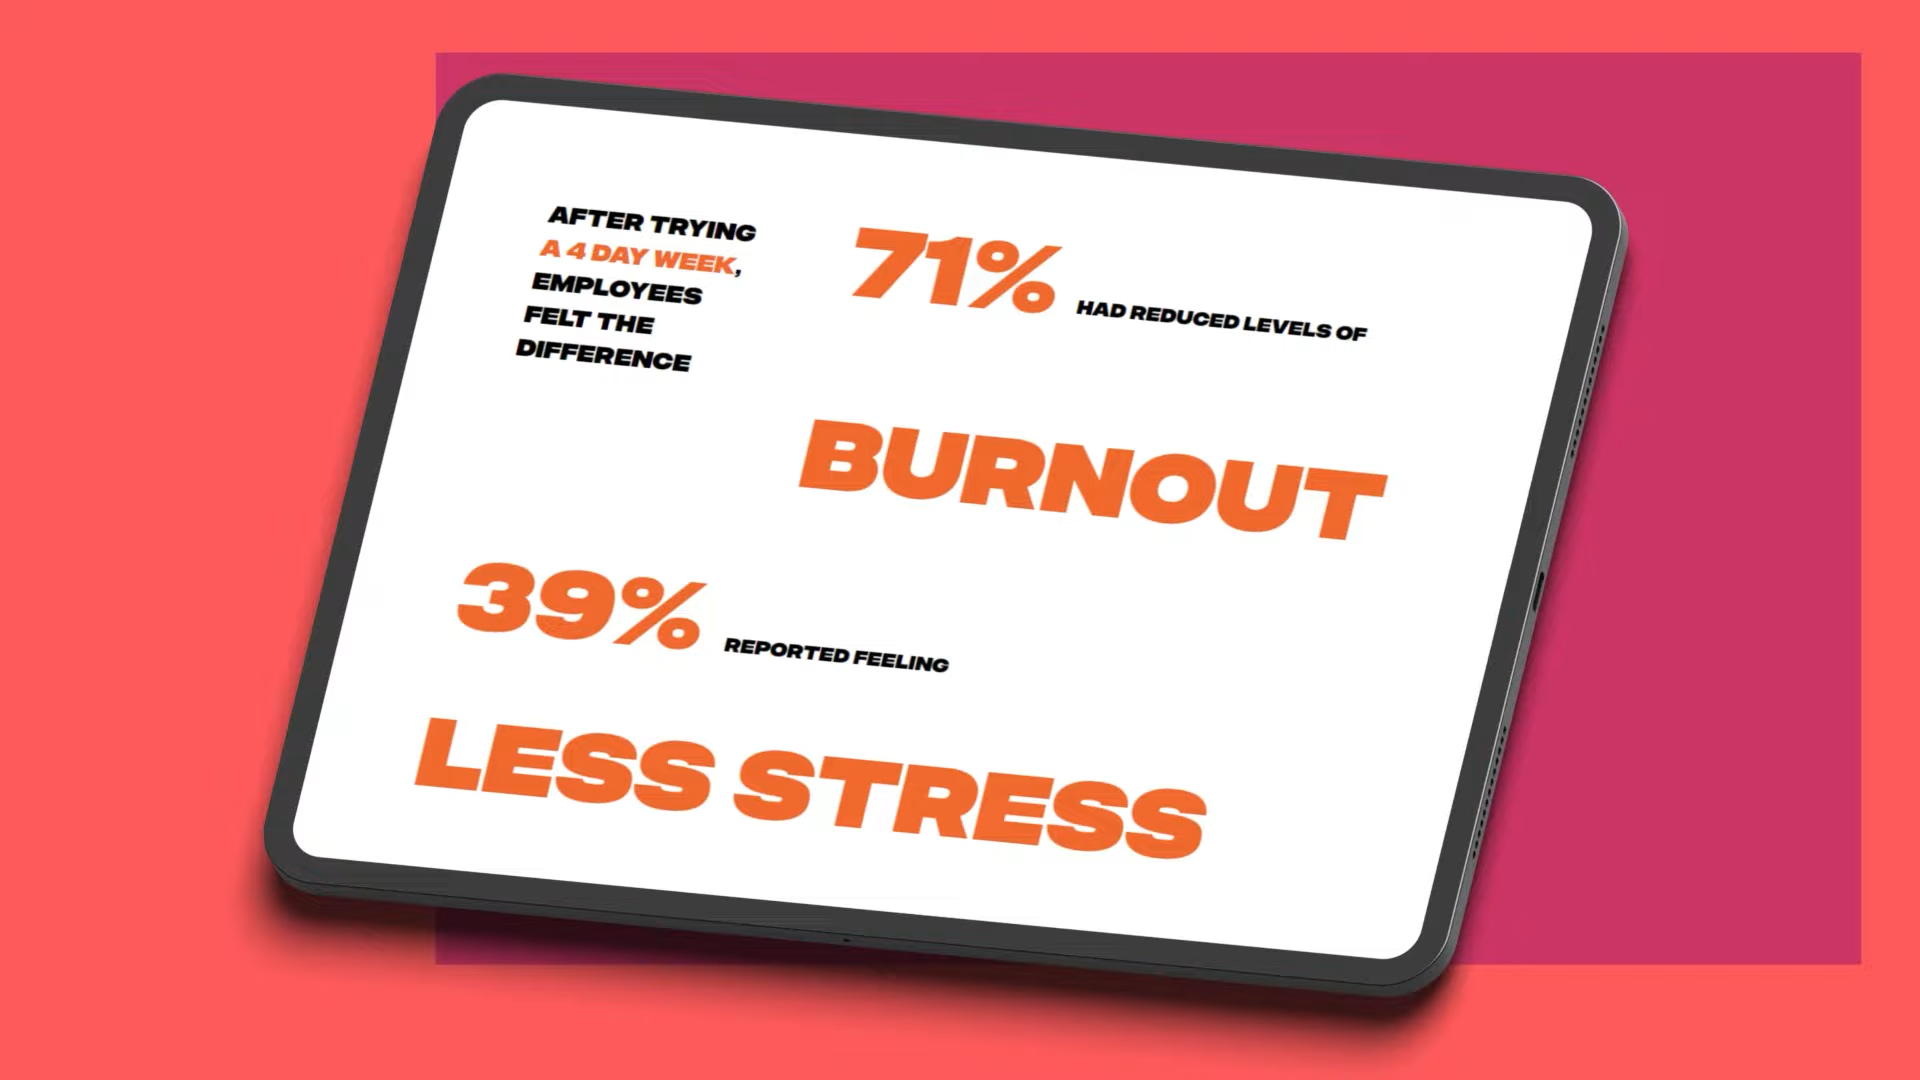 AFTER TRYING
A 4 DAY WEEK,
EMPLOYEES
FELT THE
DIFFERENCE
71% HAD REDUCED LEVELS OF
BURNOUT
39% REPORTED FEELING
LESS STRESS